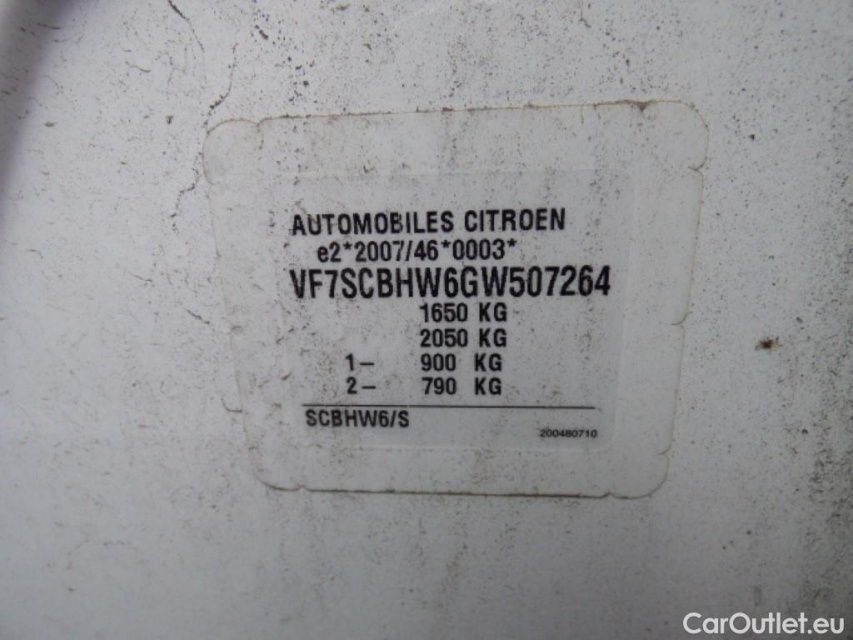 AUTOMOBILES CITROEN
e2*2007/46*0003*
VF7SCBHW6GW507264
1650 KG
2050 KG
1- 900 KG
2- 790 KG
SCBHW6/S
200480710
CarOutlet.eu